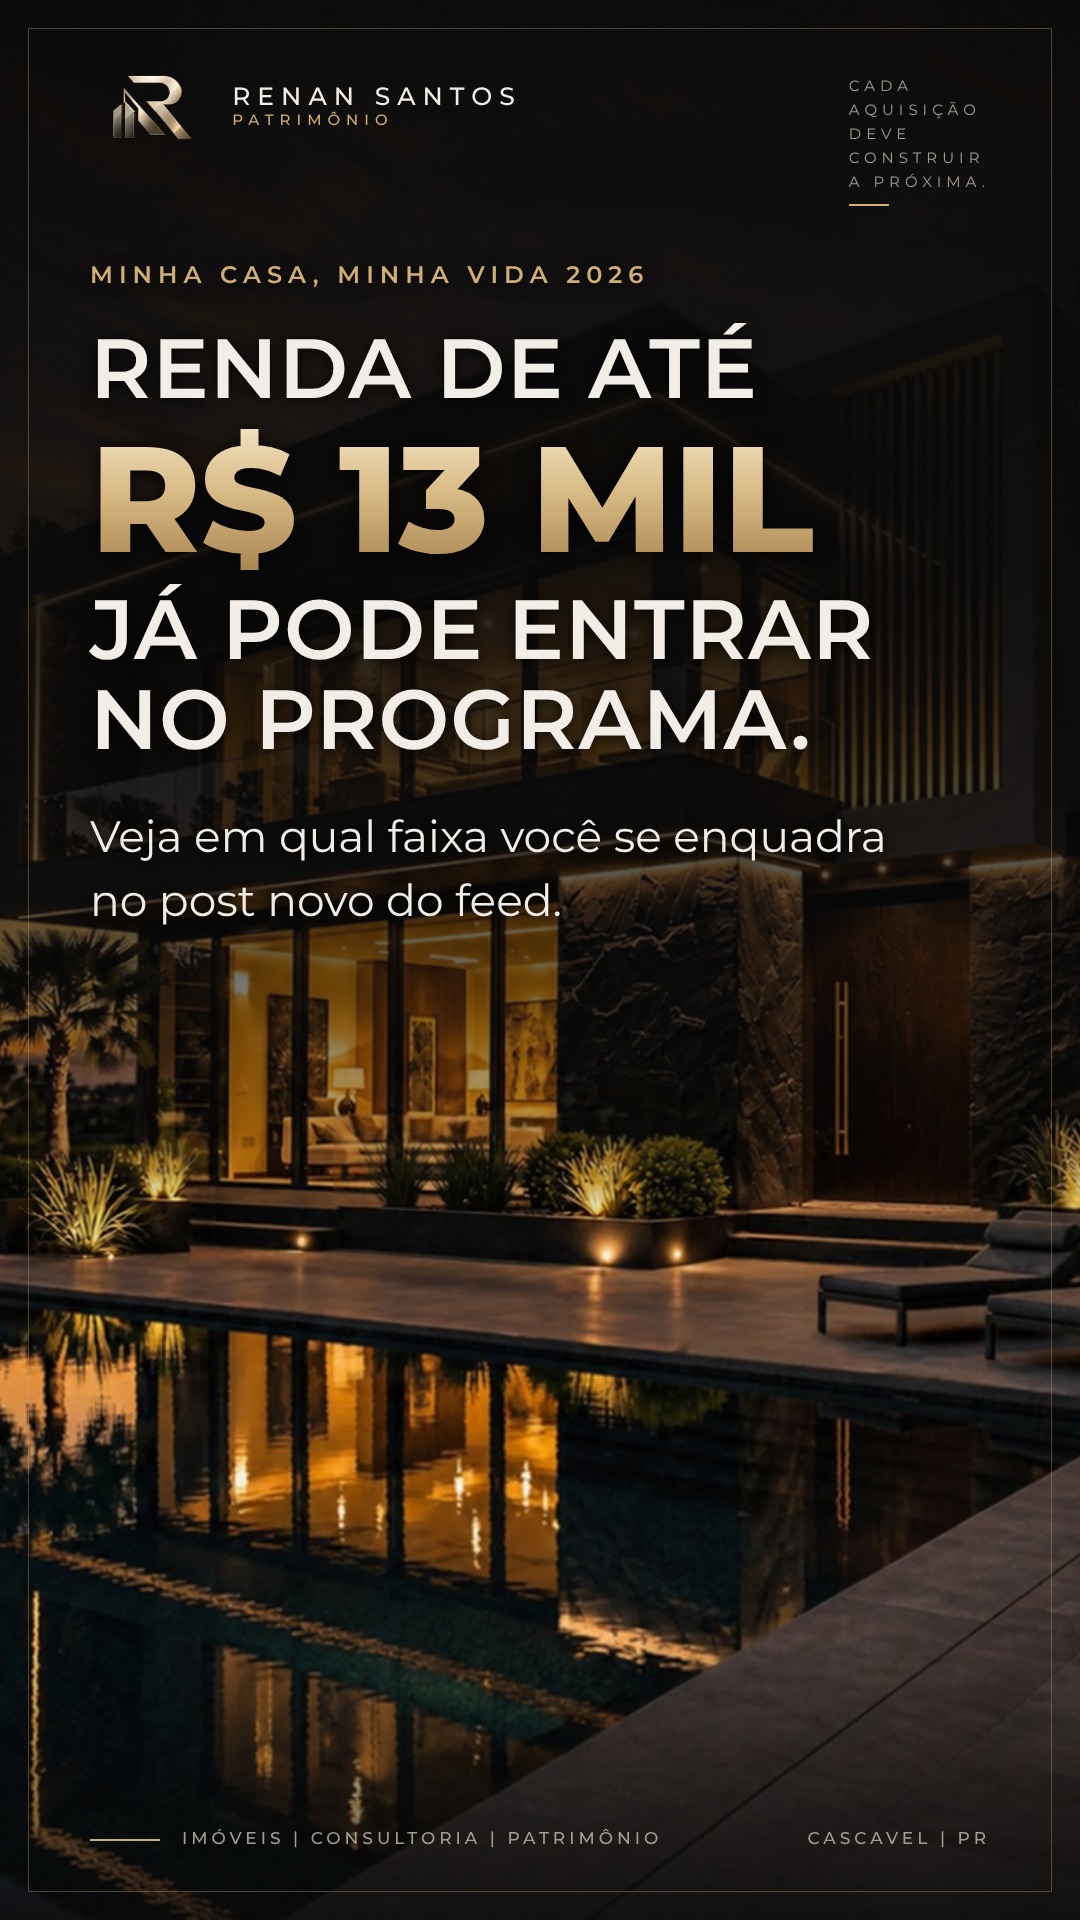 RENAN SANTOS
PATRIMÔNIO
CADA
AQUISIÇÃO
DEVE
CONSTRUIR
A PRÓXIMA.
MINHA CASA, MINHA VIDA 2026
RENDA DE ATÉ
R$ 13 MIL
JÁ PODE ENTRAR
NO PROGRAMA.
Veja em qual faixa você se enquadra
no post novo do feed.
IMÓVEIS | CONSULTORIA | PATRIMÔNIO
CASCAVEL | PR